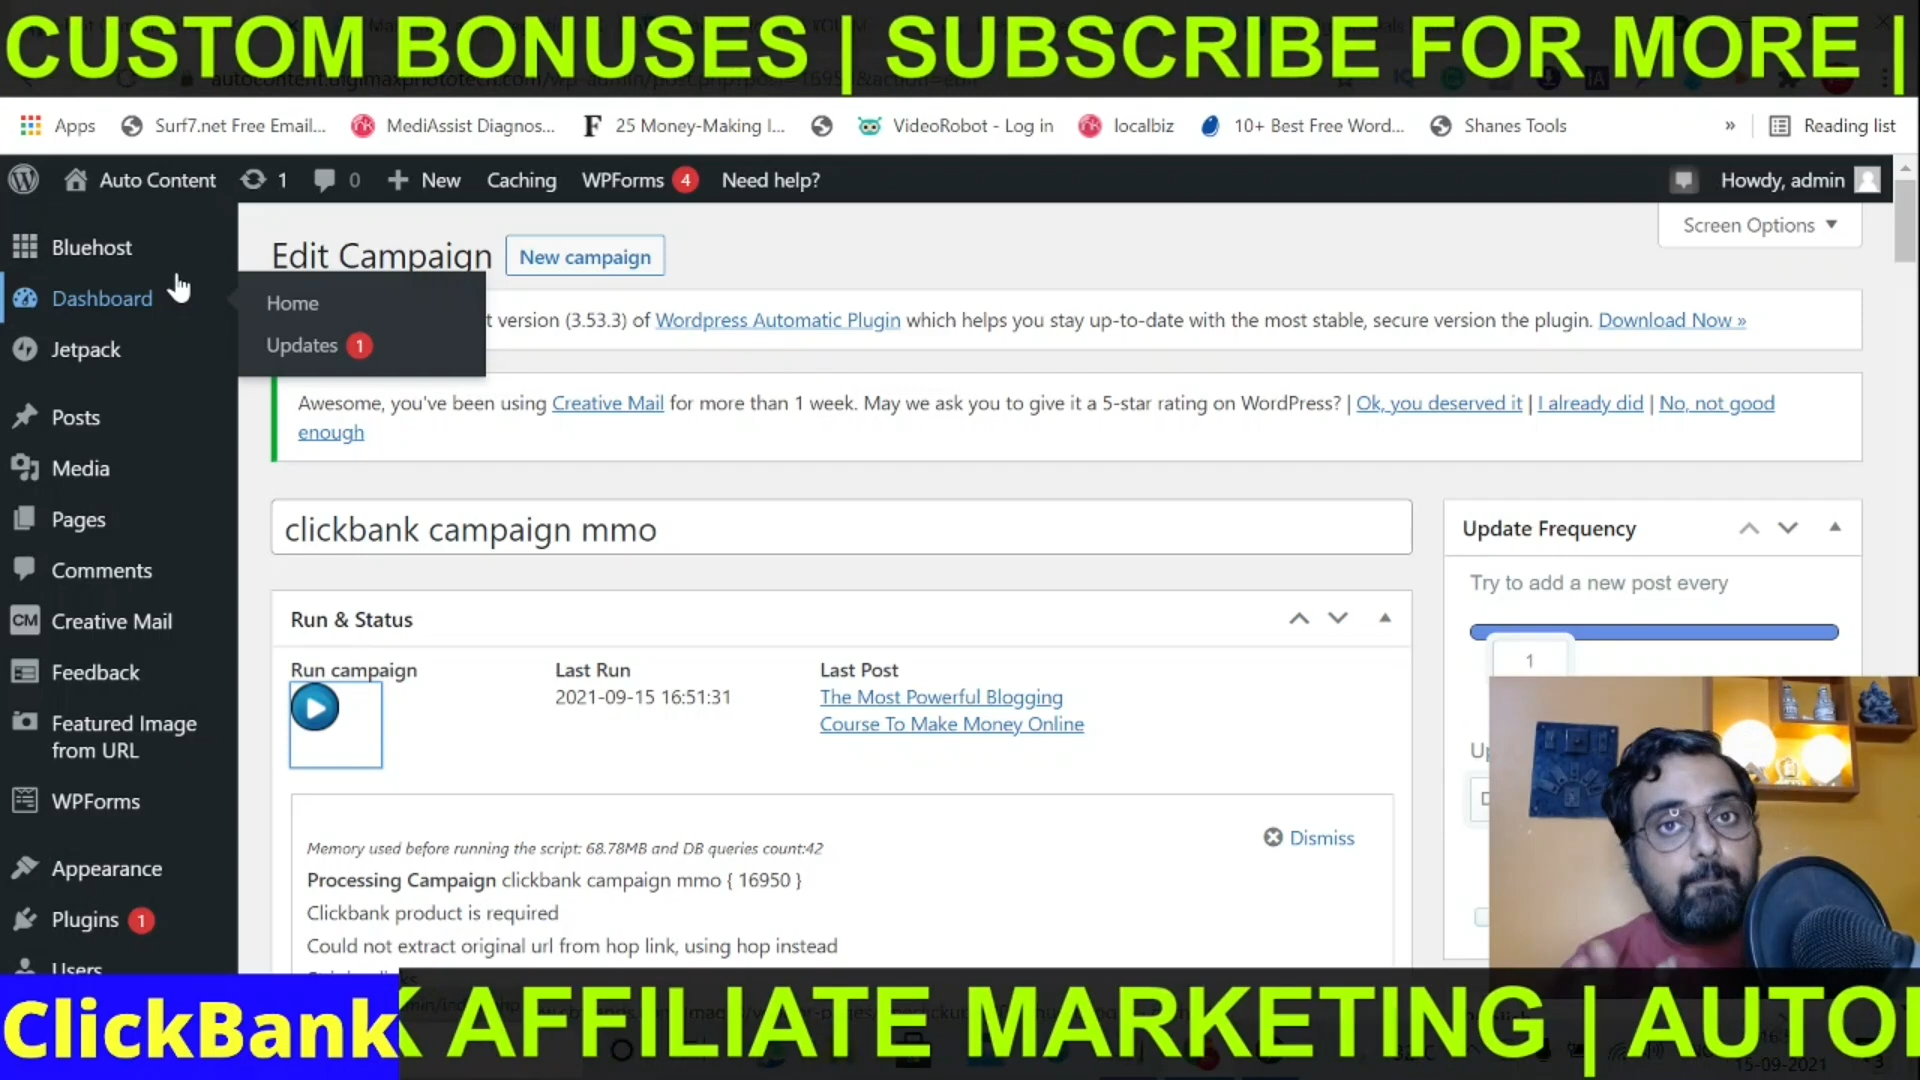 CUSTOM BONUSES | SUBSCRIBE FOR MORE |
Apps Surf7.net Free Email... MediAssist Diagnos... 25 Money-Making I... VideoRobot - Log in localbiz 10+ Best Free Word... Shanes Tools » Reading list
Auto Content 1 0 New Caching WPForms 4 Need help? Howdy, admin
Bluehost
Dashboard
Jetpack
Posts
Media
Pages
Comments
Creative Mail
Feedback
Featured Image
from URL
WPForms
Appearance
Plugins 1
Users
Home
Updates 1
Screen Options
Edit Campaign New campaign
t version (3.53.3) of Wordpress Automatic Plugin which helps you stay up-to-date with the most stable, secure version the plugin. Download Now »
Awesome, you've been using Creative Mail for more than 1 week. May we ask you to give it a 5-star rating on WordPress? | Ok, you deserved it | I already did | No, not good
enough
clickbank campaign mmo
Run & Status
Run campaign Last Run Last Post
2021-09-15 16:51:31 The Most Powerful Blogging
Course To Make Money Online
Dismiss
Memory used before running the script: 68.78MB and DB queries count:42
Processing Campaign clickbank campaign mmo { 16950 }
Clickbank product is required
Could not extract original url from hop link, using hop instead
Update Frequency
Try to add a new post every
1
ClickBank
K AFFILIATE MARKETING | AUTO
15-09-2021